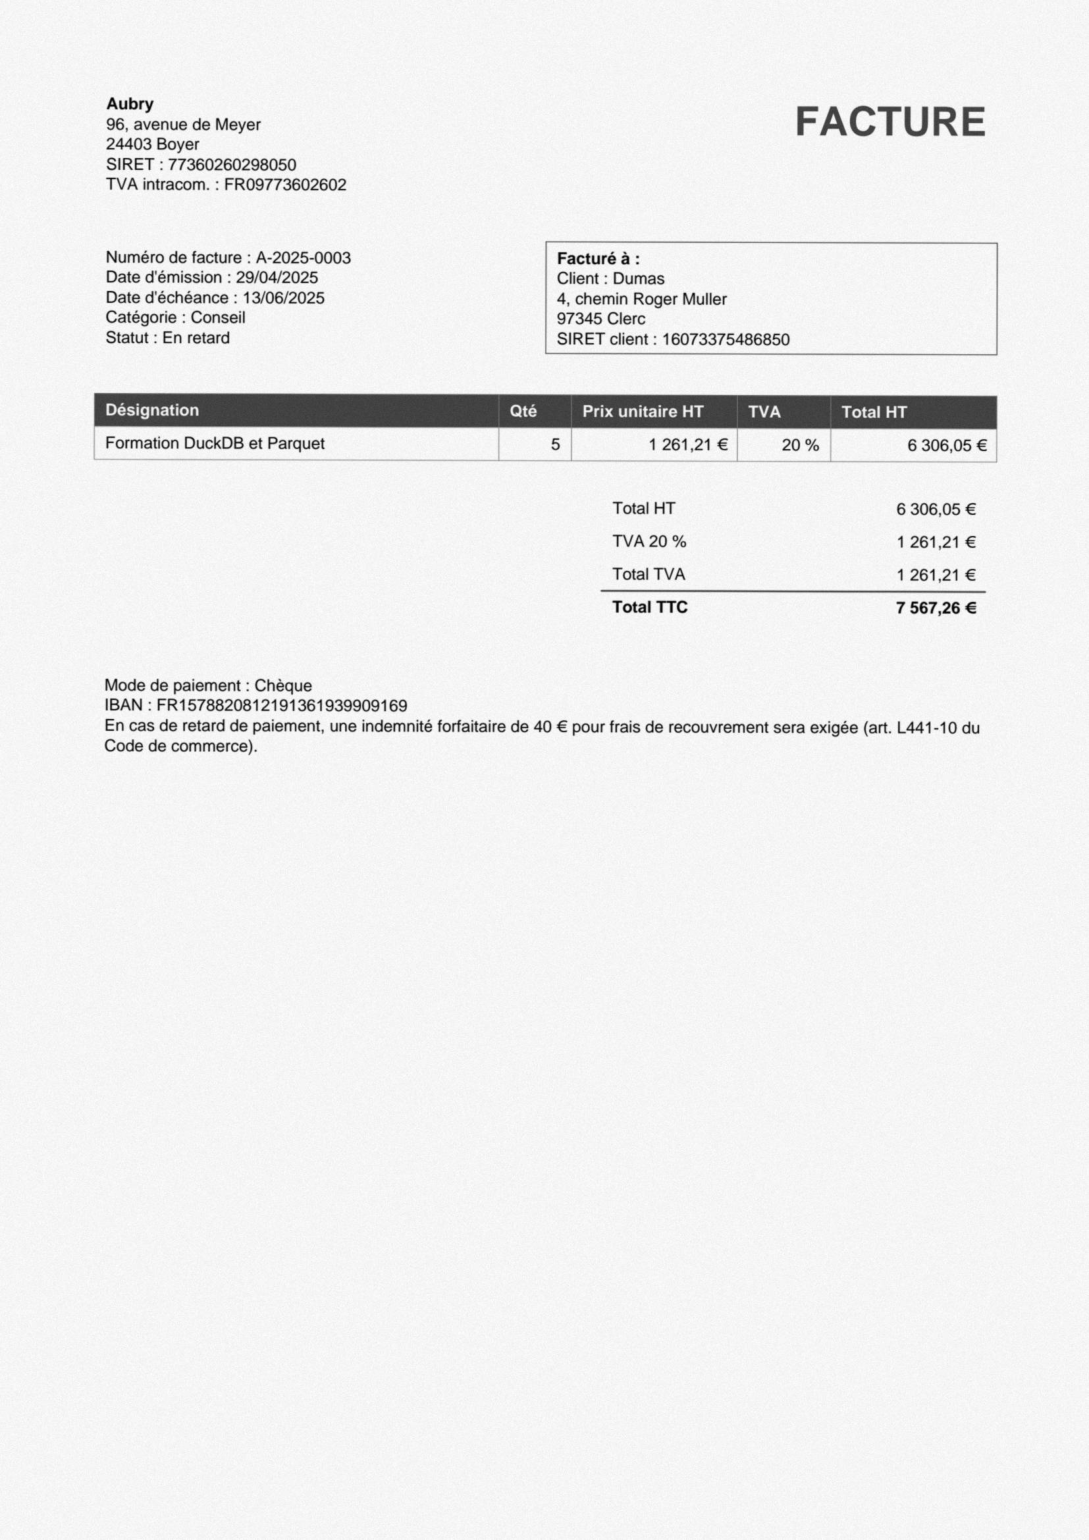 Aubry
96, avenue de Meyer
24403 Boyer
SIRET : 77360260298050
TVA intracom. : FR09773602602
FACTURE
Numéro de facture : A-2025-0003
Date d'émission : 29/04/2025
Date d'échéance : 13/06/2025
Catégorie : Conseil
Statut : En retard
Facturé à :
Client : Dumas
4, chemin Roger Muller
97345 Clerc
SIRET client : 16073375486850
Désignation Qté Prix unitaire HT TVA Total HT
Formation DuckDB et Parquet 5 1 261,21 € 20 % 6 306,05 €
Total HT 6 306,05 €
TVA 20 % 1 261,21 €
Total TVA 1 261,21 €
Total TTC 7 567,26 €
Mode de paiement : Chèque
IBAN : FR1578820812191361939909169
En cas de retard de paiement, une indemnité forfaitaire de 40 € pour frais de recouvrement sera exigée (art. L441-10 du
Code de commerce).